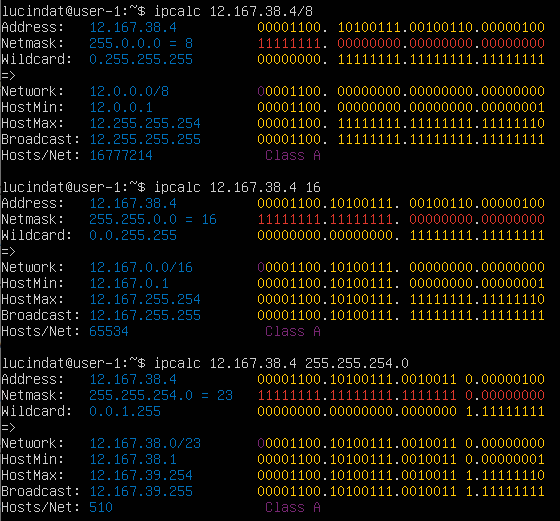 lucindat@user-1:~$ ipcalc 12.167.38.4/8
Address:   12.167.38.4          00001100. 10100111.00100110.00000100
Netmask:   255.0.0.0 = 8        11111111. 00000000.00000000.00000000
Wildcard:  0.255.255.255        00000000. 11111111.11111111.11111111
=>
Network:   12.0.0.0/8           00001100. 00000000.00000000.00000000
HostMin:   12.0.0.1             00001100. 00000000.00000000.00000001
HostMax:   12.255.255.254       00001100. 11111111.11111111.11111110
Broadcast: 12.255.255.255       00001100. 11111111.11111111.11111111
Hosts/Net: 16777214              Class A
lucindat@user-1:~$ ipcalc 12.167.38.4 16
Address:   12.167.38.4          00001100.10100111. 00100110.00000100
Netmask:   255.255.0.0 = 16     11111111.11111111. 00000000.00000000
Wildcard:  0.0.255.255          00000000.00000000. 11111111.11111111
=>
Network:   12.167.0.0/16        00001100.10100111. 00000000.00000000
HostMin:   12.167.0.1           00001100.10100111. 00000000.00000001
HostMax:   12.167.255.254       00001100.10100111. 11111111.11111110
Broadcast: 12.167.255.255       00001100.10100111. 11111111.11111111
Hosts/Net: 65534                 Class A
lucindat@user-1:~$ ipcalc 12.167.38.4 255.255.254.0
Address:   12.167.38.4          00001100.10100111.0010011 0.00000100
Netmask:   255.255.254.0 = 23   11111111.11111111.1111111 0.00000000
Wildcard:  0.0.1.255            00000000.00000000.0000000 1.11111111
=>
Network:   12.167.38.0/23       00001100.10100111.0010011 0.00000000
HostMin:   12.167.38.1          00001100.10100111.0010011 0.00000001
HostMax:   12.167.39.254        00001100.10100111.0010011 1.11111110
Broadcast: 12.167.39.255        00001100.10100111.0010011 1.11111111
Hosts/Net: 510                   Class A